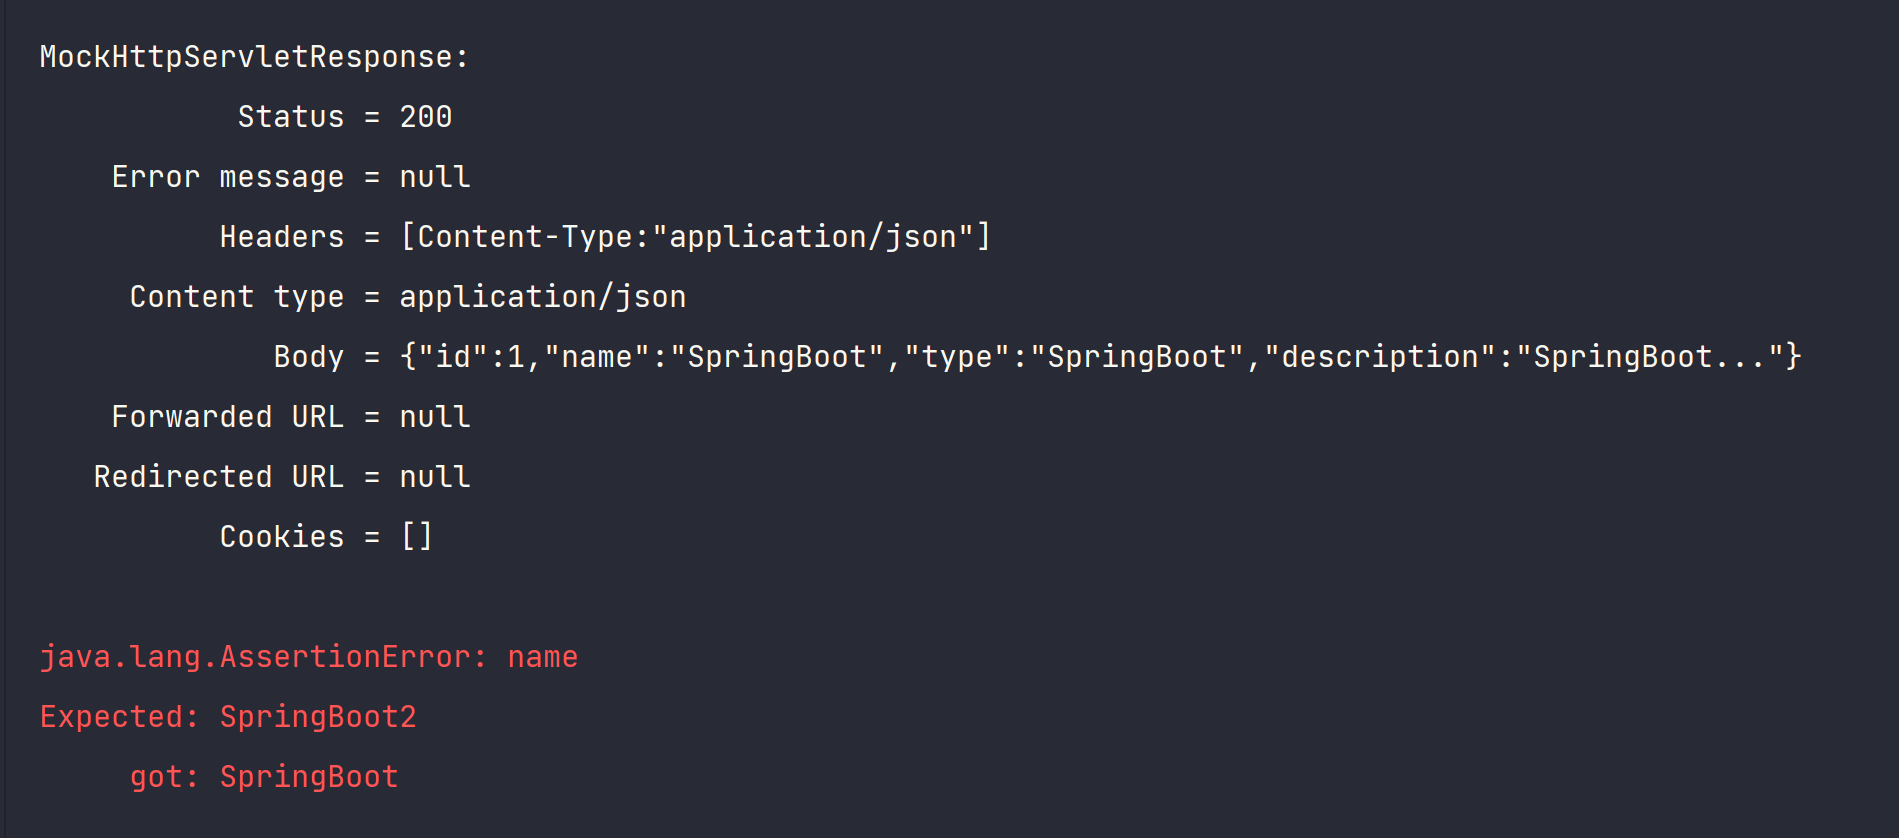 MockHttpServletResponse:
Status = 200
Error message = null
Headers = [Content-Type:"application/json"]
Content type = application/json
Body = {"id":1,"name":"SpringBoot","type":"SpringBoot","description":"SpringBoot..."}
Forwarded URL = null
Redirected URL = null
Cookies = []
java.lang.AssertionError: name
Expected: SpringBoot2
got: SpringBoot